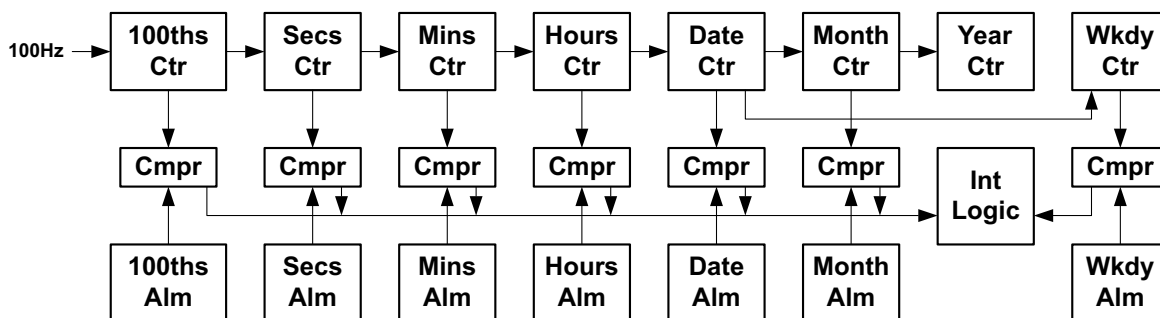 100Hz
100ths
Ctr
Secs
Ctr
Mins
Ctr
Hours
Ctr
Date
Ctr
Month
Ctr
Year
Ctr
Wkdy
Ctr
Cmpr
Cmpr
Cmpr
Cmpr
Cmpr
Cmpr
Int
Logic
Cmpr
100ths
Alm
Secs
Alm
Mins
Alm
Hours
Alm
Date
Alm
Month
Alm
Wkdy
Alm